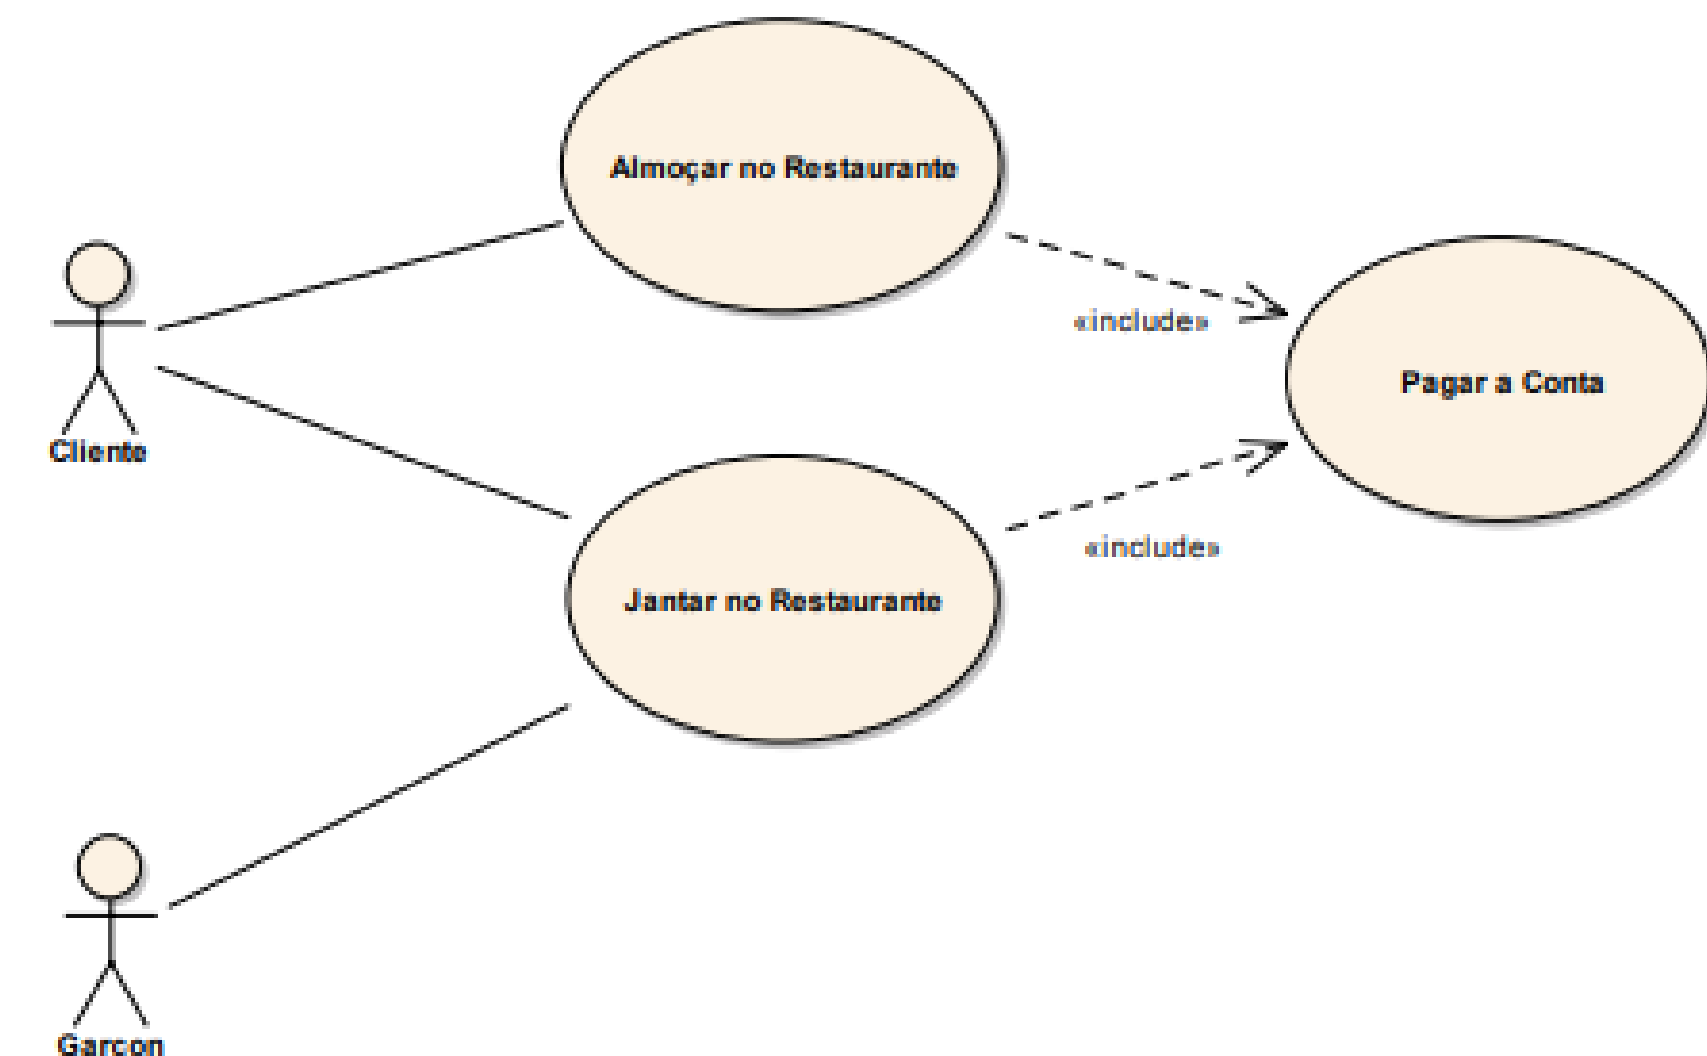 Almoçar no Restaurante
«include»
Pagar a Conta
Cliente
«include»
Jantar no Restaurante
Garcon